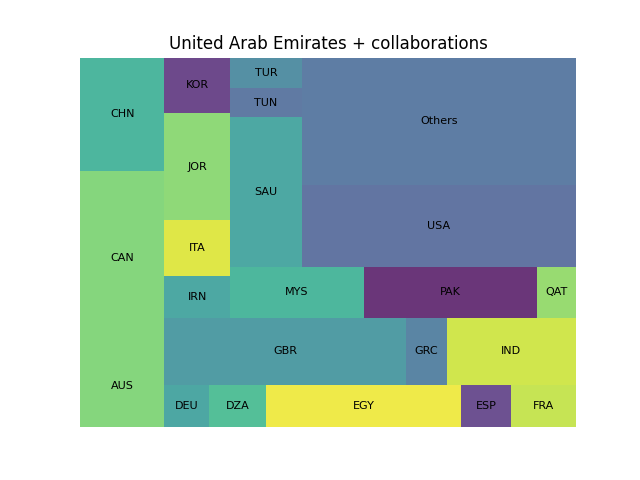 United Arab Emirates + collaborations
TUR
KOR
TUN
CHN
Others
JOR
SAU
USA
ITA
CAN
IRN
MYS
PAK
QAT
GBR
GRC
IND
AUS
DEU
DZA
EGY
ESP
FRA